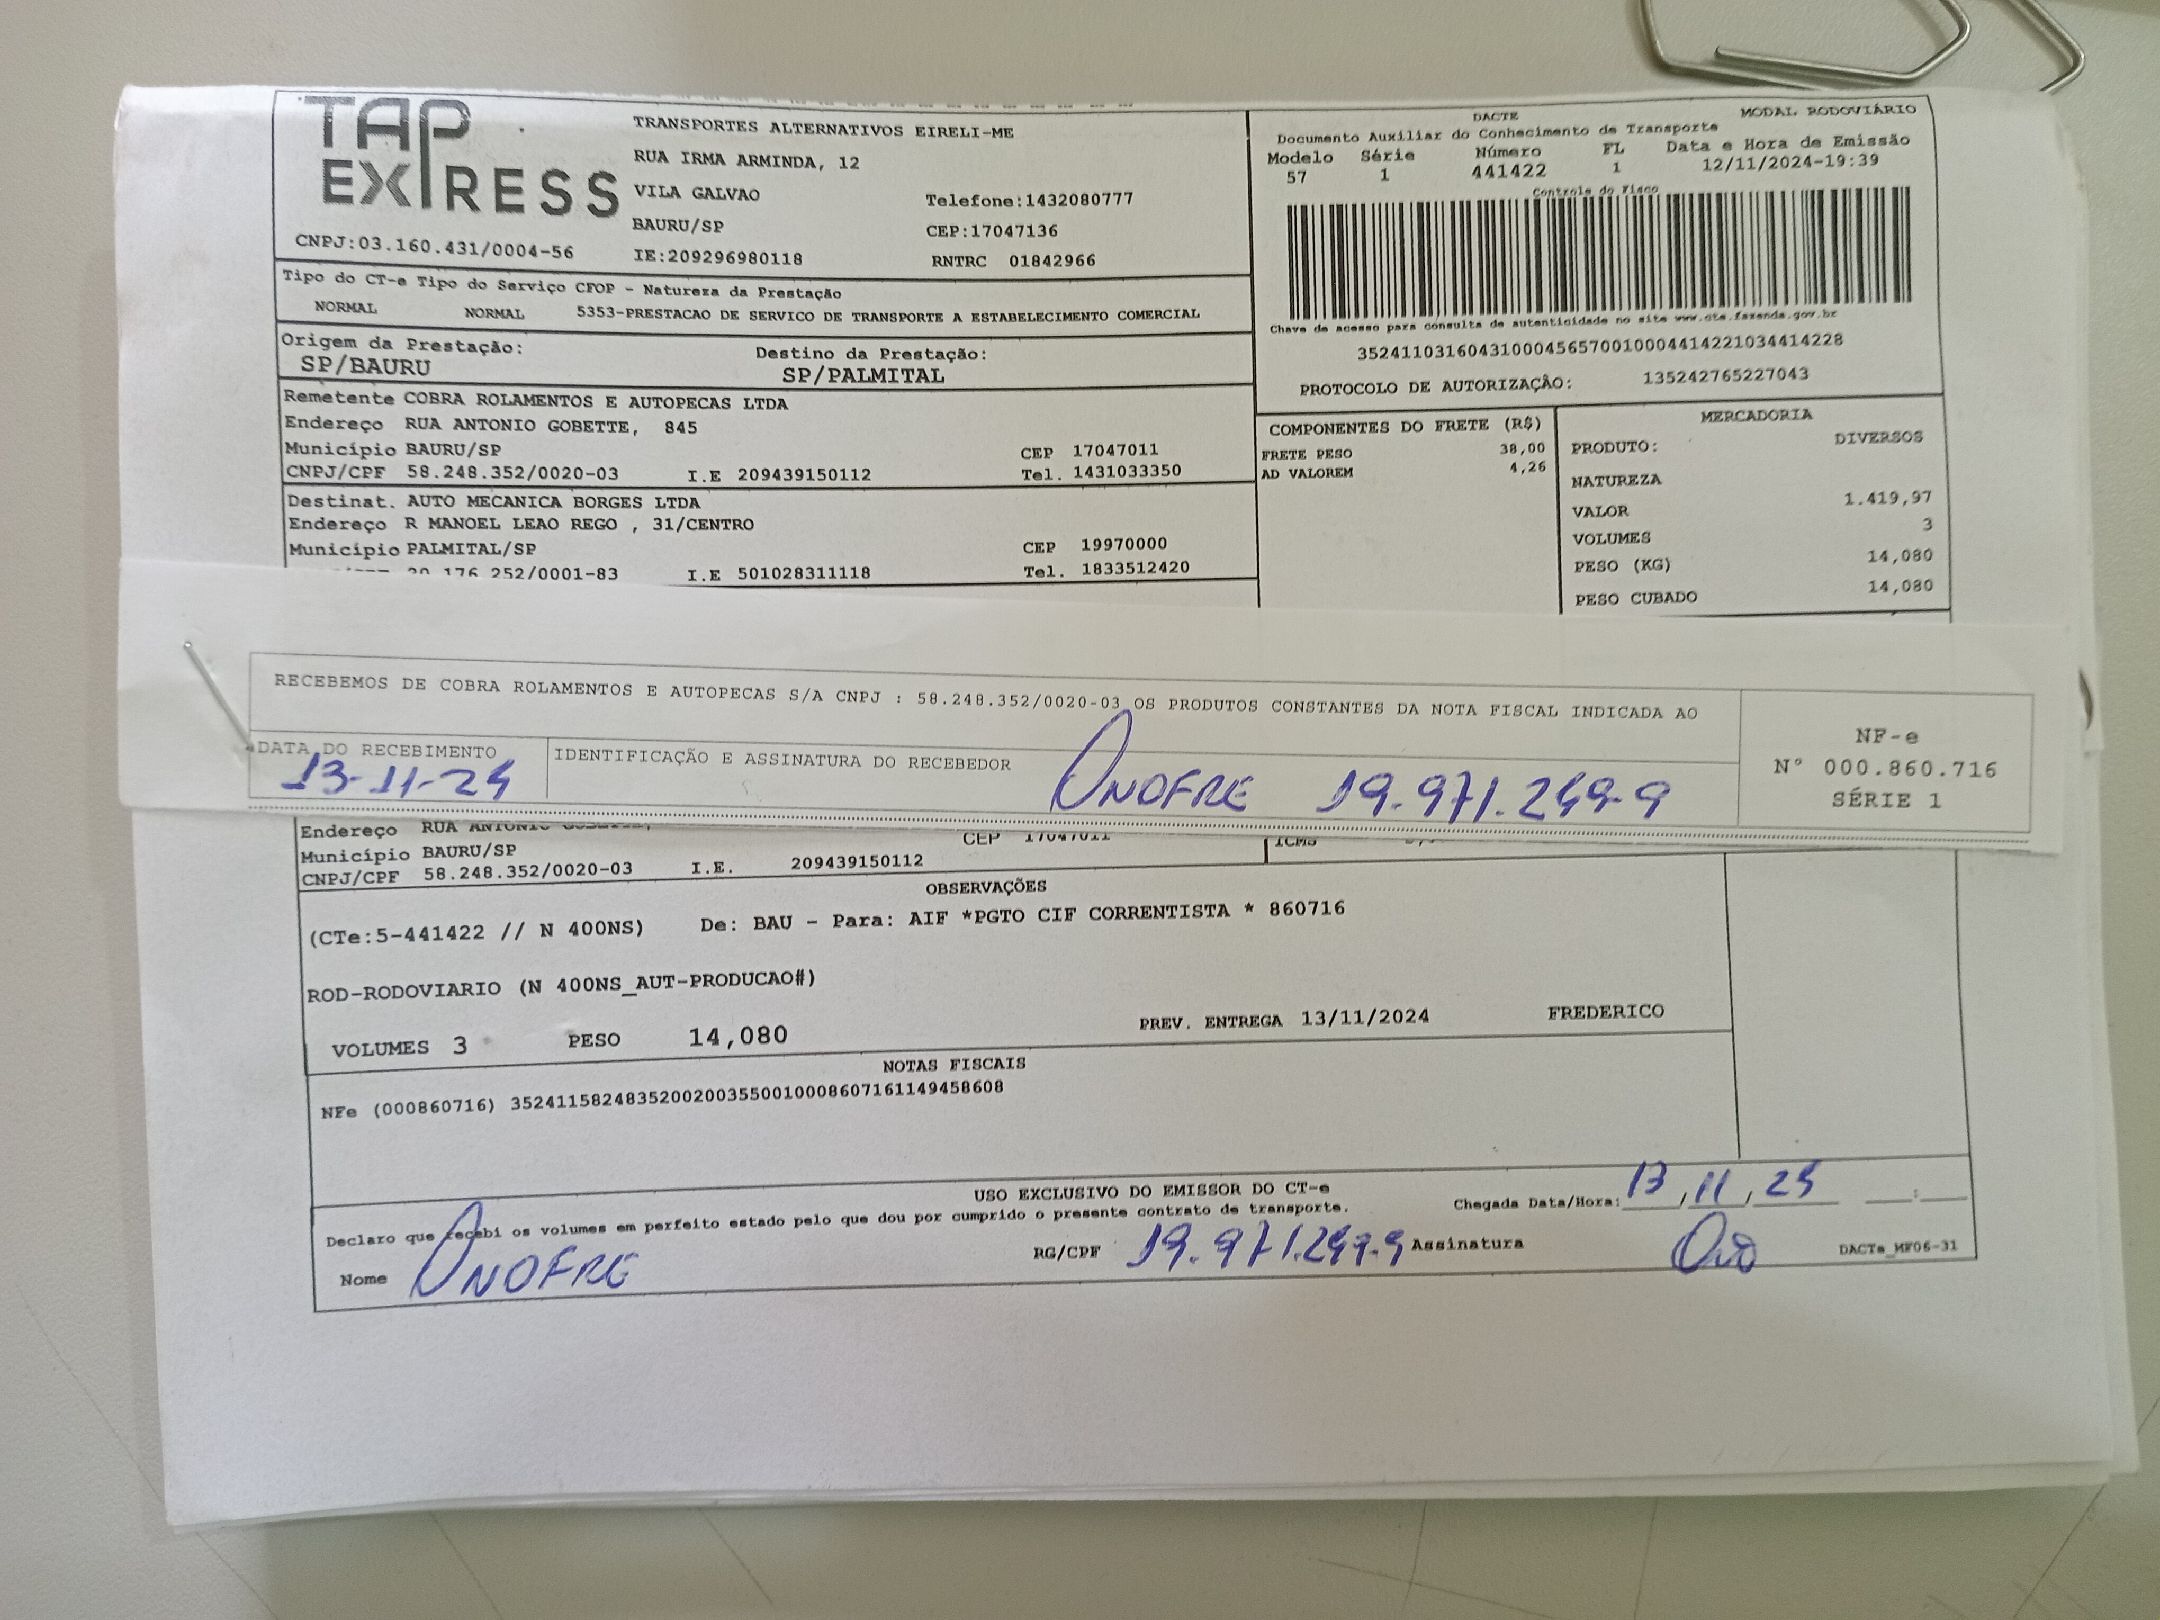 TAP
EXPRESS
CNPJ:03.160.431/0004-56
TRANSPORTES ALTERNATIVOS EIRELI-ME
RUA IRMA ARMINDA, 12
VILA GALVAO Telefone:1432080777
BAURU/SP CEP:17047136
IE:209296980118 RNTRC 01842966
DACTE MODAL RODOVIÁRIO
Documento Auxiliar do Conhecimento de Transporte
Modelo Série Número FL Data e Hora de Emissão
57 1 441422 1 12/11/2024-19:39
Controle do Fisco
Chave de acesso para consulta de autenticidade no site www.cte.fazenda.gov.br
35241103160431000456570010004414221034414228
PROTOCOLO DE AUTORIZAÇÃO: 135242765227043
Tipo do CT-e Tipo do Serviço CFOP - Natureza da Prestação
NORMAL NORMAL 5353-PRESTACAO DE SERVICO DE TRANSPORTE A ESTABELECIMENTO COMERCIAL
Origem da Prestação: Destino da Prestação:
SP/BAURU SP/PALMITAL
Remetente COBRA ROLAMENTOS E AUTOPECAS LTDA
Endereço RUA ANTONIO GOBETTE, 845
Município BAURU/SP CEP 17047011
CNPJ/CPF 58.248.352/0020-03 I.E 209439150112 Tel. 1431033350
Destinat. AUTO MECANICA BORGES LTDA
Endereço R MANOEL LEAO REGO , 31/CENTRO
Município PALMITAL/SP CEP 19970000
176.252/0001-83 I.E 501028311118 Tel. 1833512420
COMPONENTES DO FRETE (R$)
FRETE PESO 38,00
AD VALOREM 4,26
MERCADORIA
PRODUTO: DIVERSOS
NATUREZA
VALOR 1.419,97
VOLUMES 3
PESO (KG) 14,080
PESO CUBADO 14,080
RECEBEMOS DE COBRA ROLAMENTOS E AUTOPECAS S/A CNPJ : 58.248.352/0020-03 OS PRODUTOS CONSTANTES DA NOTA FISCAL INDICADA AO
DATA DO RECEBIMENTO IDENTIFICAÇÃO E ASSINATURA DO RECEBEDOR
13-11-24 ONOFRE 19.971.249-9
NF-e
N° 000.860.716
SÉRIE 1
Endereço RUA ANTONIO CEP 17047011 ICMS
Município BAURU/SP
CNPJ/CPF 58.248.352/0020-03 I.E. 209439150112
OBSERVAÇÕES
(CTe:5-441422 // N 400NS) De: BAU - Para: AIF *PGTO CIF CORRENTISTA * 860716
ROD-RODOVIARIO (N 400NS_AUT-PRODUCAO#)
VOLUMES 3 PESO 14,080 PREV. ENTREGA 13/11/2024 FREDERICO
NOTAS FISCAIS
NFe (000860716) 35241158248352002003550010008607161149458608
USO EXCLUSIVO DO EMISSOR DO CT-e
Declaro que recebi os volumes em perfeito estado pelo que dou por cumprido o presente contrato de transporte.
Chegada Data/Hora: 13,11,24 :
Nome ONOFRE RG/CPF 19.971.249-9 Assinatura DACTe_MF06-31